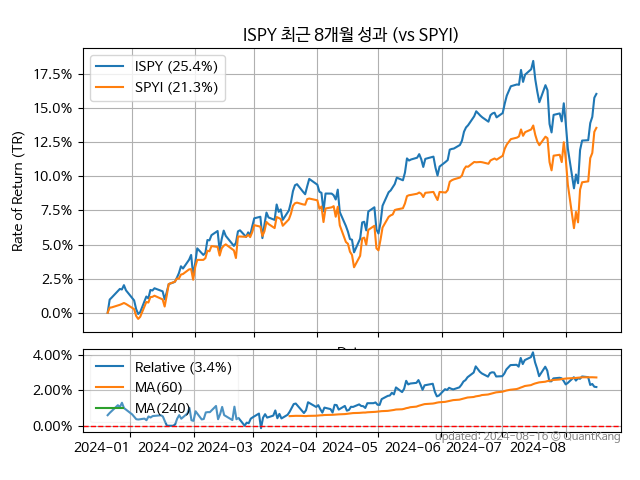 ISPY 최근 8개월 성과 (vs SPYI)
Rate of Return (TR)
17.5%
15.0%
12.5%
10.0%
7.5%
5.0%
2.5%
0.0%
ISPY (25.4%)
SPYI (21.3%)
4.00%
2.00%
0.00%
Relative (3.4%)
MA(60)
MA(240)
2024-01 2024-02 2024-03 2024-04 2024-05 2024-06 2024-07 2024-08
updated: 2024-08-16 © QuantKang